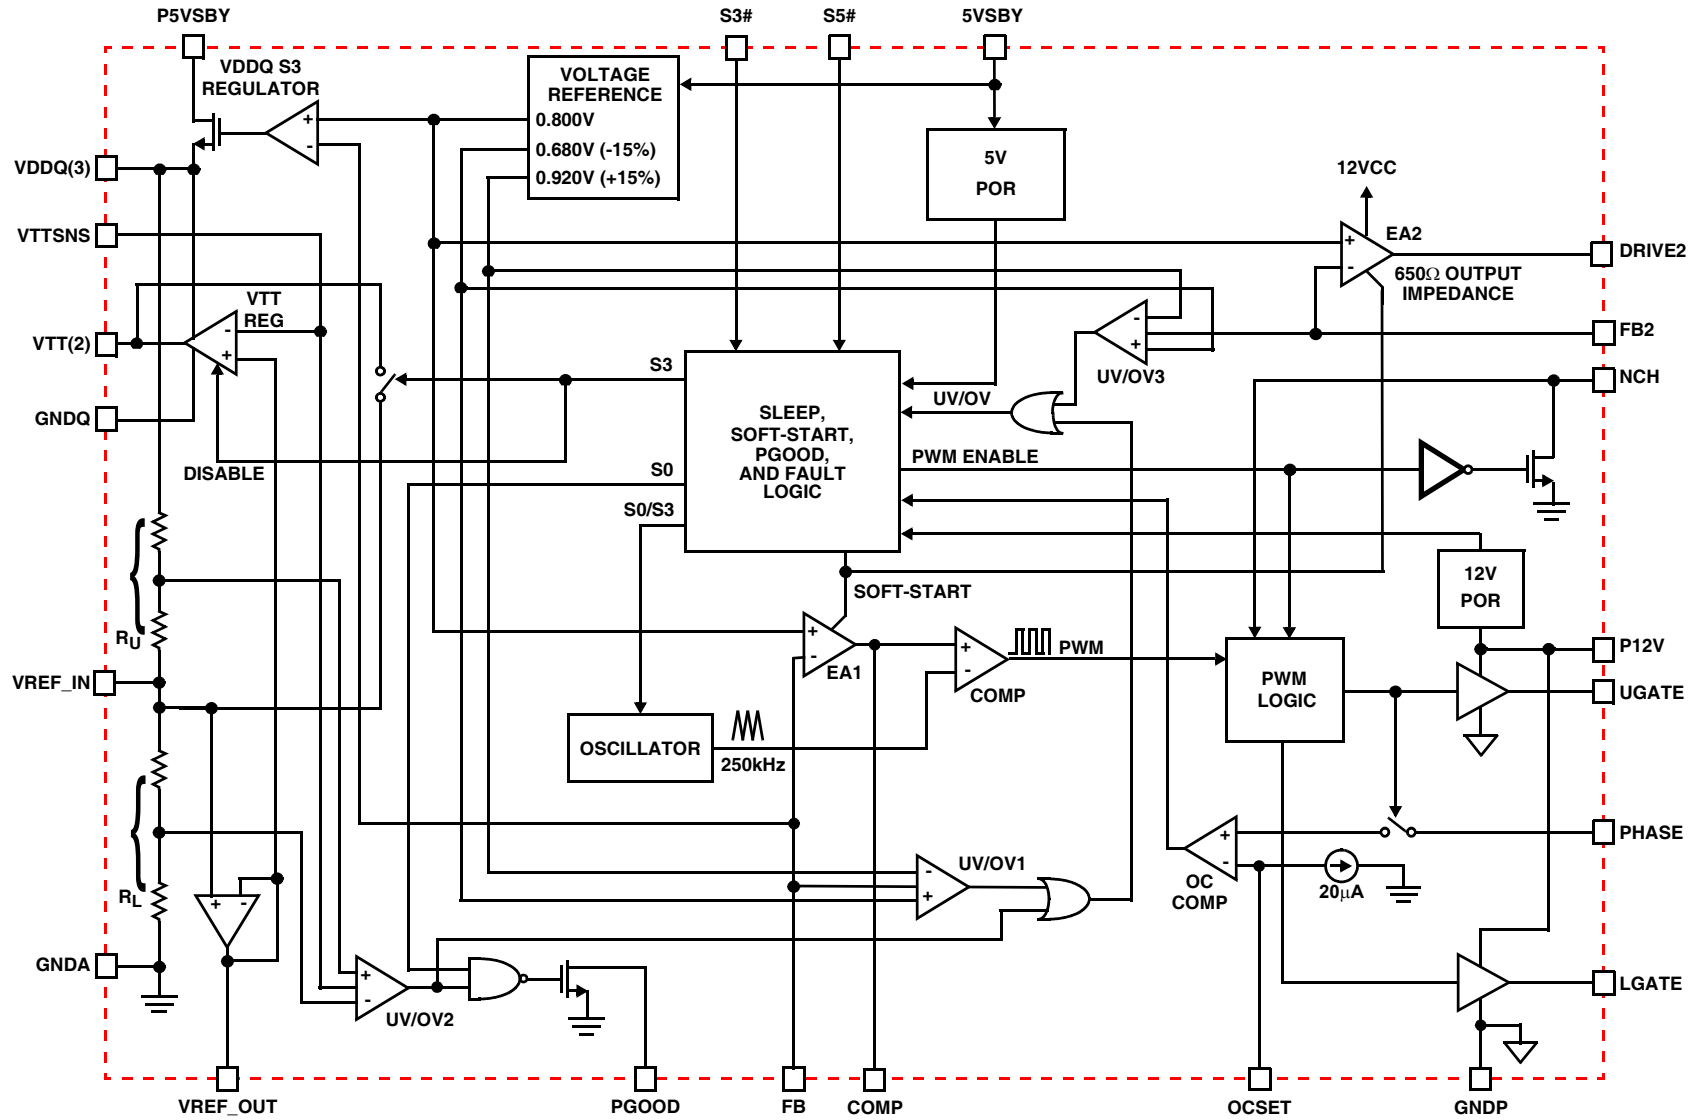 P5VSBY
S3#
S5#
5VSBY
VDDQ S3
REGULATOR
VOLTAGE
REFERENCE
0.800V
0.680V (-15%)
0.920V (+15%)
+
-
5V
POR
12VCC
VDDQ(3)
VTTSNS
+
-
EA2
DRIVE2
650Ω OUTPUT
IMPEDANCE
VTT
REG
-
+
VTT(2)
-
+
UV/OV3
FB2
S3
NCH
UV/OV
GNDQ
DISABLE
SLEEP,
SOFT-START,
PGOOD,
AND FAULT
LOGIC
PWM ENABLE
S0
S0/S3
12V
POR
SOFT-START
RU
+
-
EA1
+
-
COMP
PWM
P12V
VREF_IN
PWM
LOGIC
UGATE
OSCILLATOR
250kHz
PHASE
+
-
OC
COMP
20µA
UV/OV1
-
+
RL
+
-
GNDA
+
-
UV/OV2
LGATE
VREF_OUT
PGOOD
FB
COMP
OCSET
GNDP